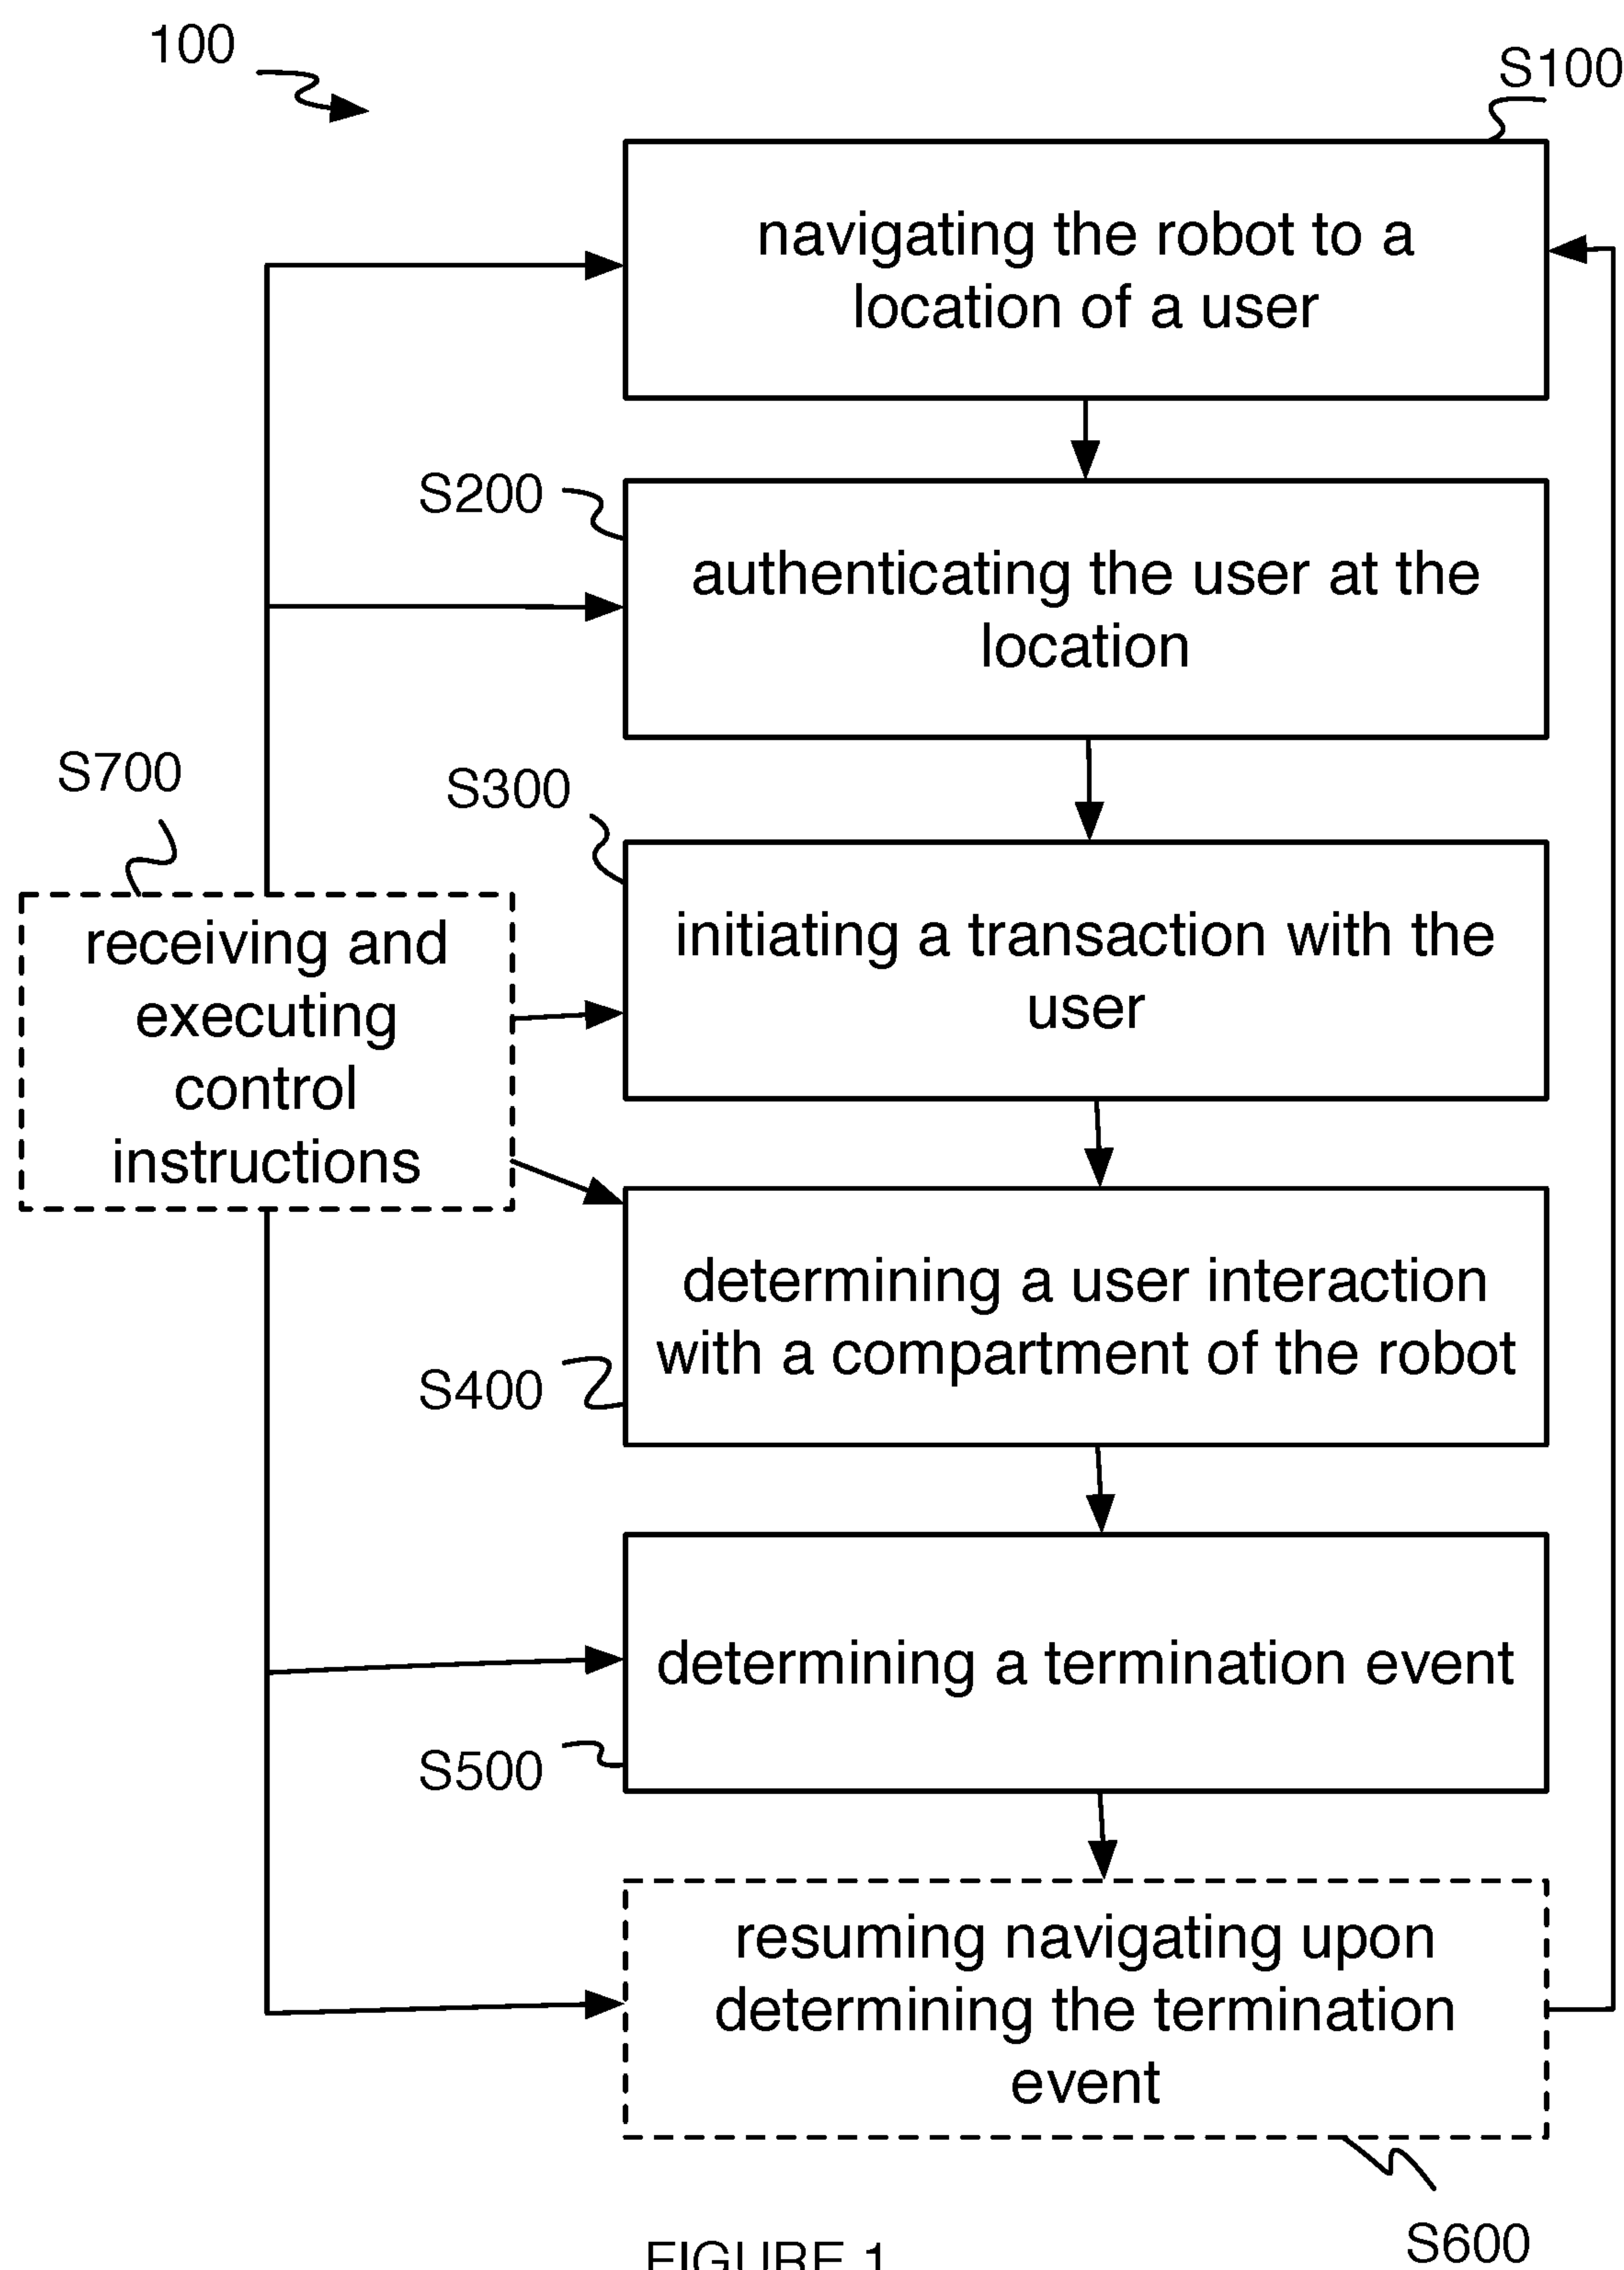 100
S100
navigating the robot to a
location of a user
S200
authenticating the user at the
location
S700
S300
receiving and
executing
control
instructions
initiating a transaction with the
user
determining a user interaction
with a compartment of the robot
S400
determining a termination event
S500
resuming navigating upon
determining the termination
event
S600
FIGURE 1